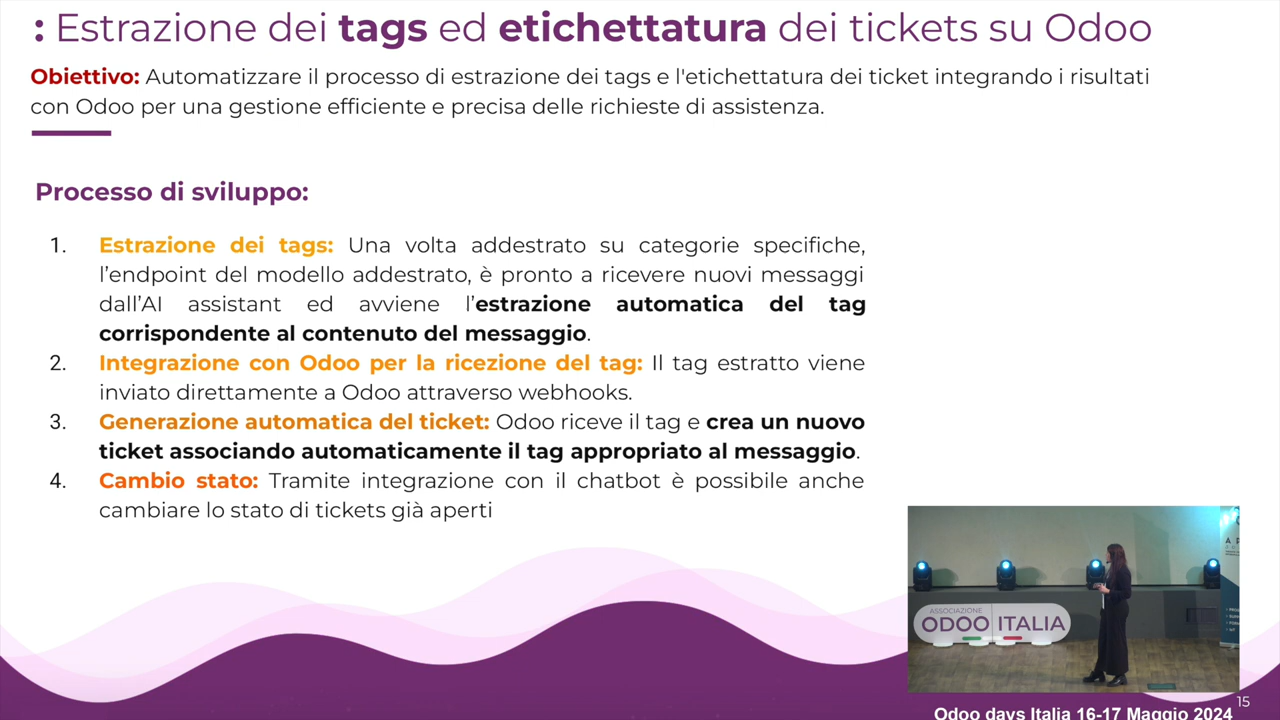 : Estrazione dei tags ed etichettatura dei tickets su Odoo
Obiettivo: Automatizzare il processo di estrazione dei tags e l'etichettatura dei ticket integrando i risultati
con Odoo per una gestione efficiente e precisa delle richieste di assistenza.
Processo di sviluppo:
1. Estrazione dei tags: Una volta addestrato su categorie specifiche,
l’endpoint del modello addestrato, è pronto a ricevere nuovi messaggi
dall’AI assistant ed avviene l’estrazione automatica del tag
corrispondente al contenuto del messaggio.
2. Integrazione con Odoo per la ricezione del tag: Il tag estratto viene
inviato direttamente a Odoo attraverso webhooks.
3. Generazione automatica del ticket: Odoo riceve il tag e crea un nuovo
ticket associando automaticamente il tag appropriato al messaggio.
4. Cambio stato: Tramite integrazione con il chatbot è possibile anche
cambiare lo stato di tickets già aperti
ASSOCIAZIONE
ODOO ITALIA
15
Odoo days Italia 16-17 Maggio 2024